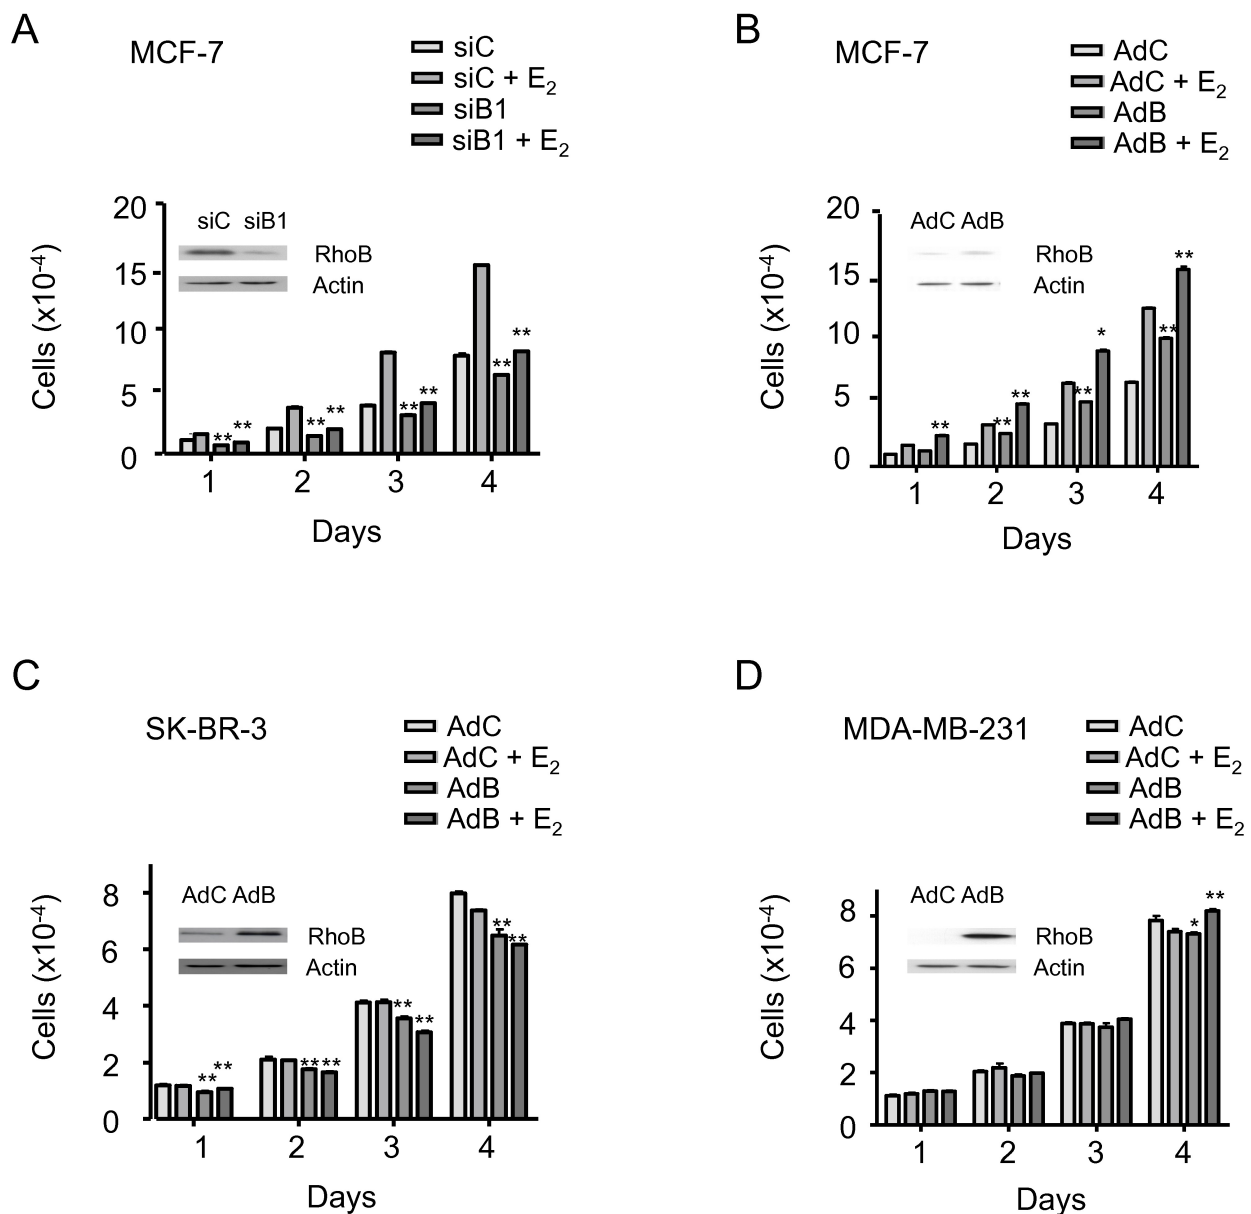 A
MCF-7
siC
siC + E2
siB1
siB1 + E2
20
15
10
5
0
Cells (x10-4)
siC siB1
RhoB
Actin
** ** ** ** ** ** ** **
1 2 3 4
Days
B
MCF-7
AdC
AdC + E2
AdB
AdB + E2
20
15
10
5
0
Cells (x10-4)
AdC AdB
RhoB
Actin
** ** ** ** * ** **
1 2 3 4
Days
C
SK-BR-3
AdC
AdC + E2
AdB
AdB + E2
8
6
4
2
0
Cells (x10-4)
AdC AdB
RhoB
Actin
** ** ** ** ** ** ** **
1 2 3 4
Days
D
MDA-MB-231
AdC
AdC + E2
AdB
AdB + E2
8
6
4
2
0
Cells (x10-4)
AdC AdB
RhoB
Actin
* **
1 2 3 4
Days